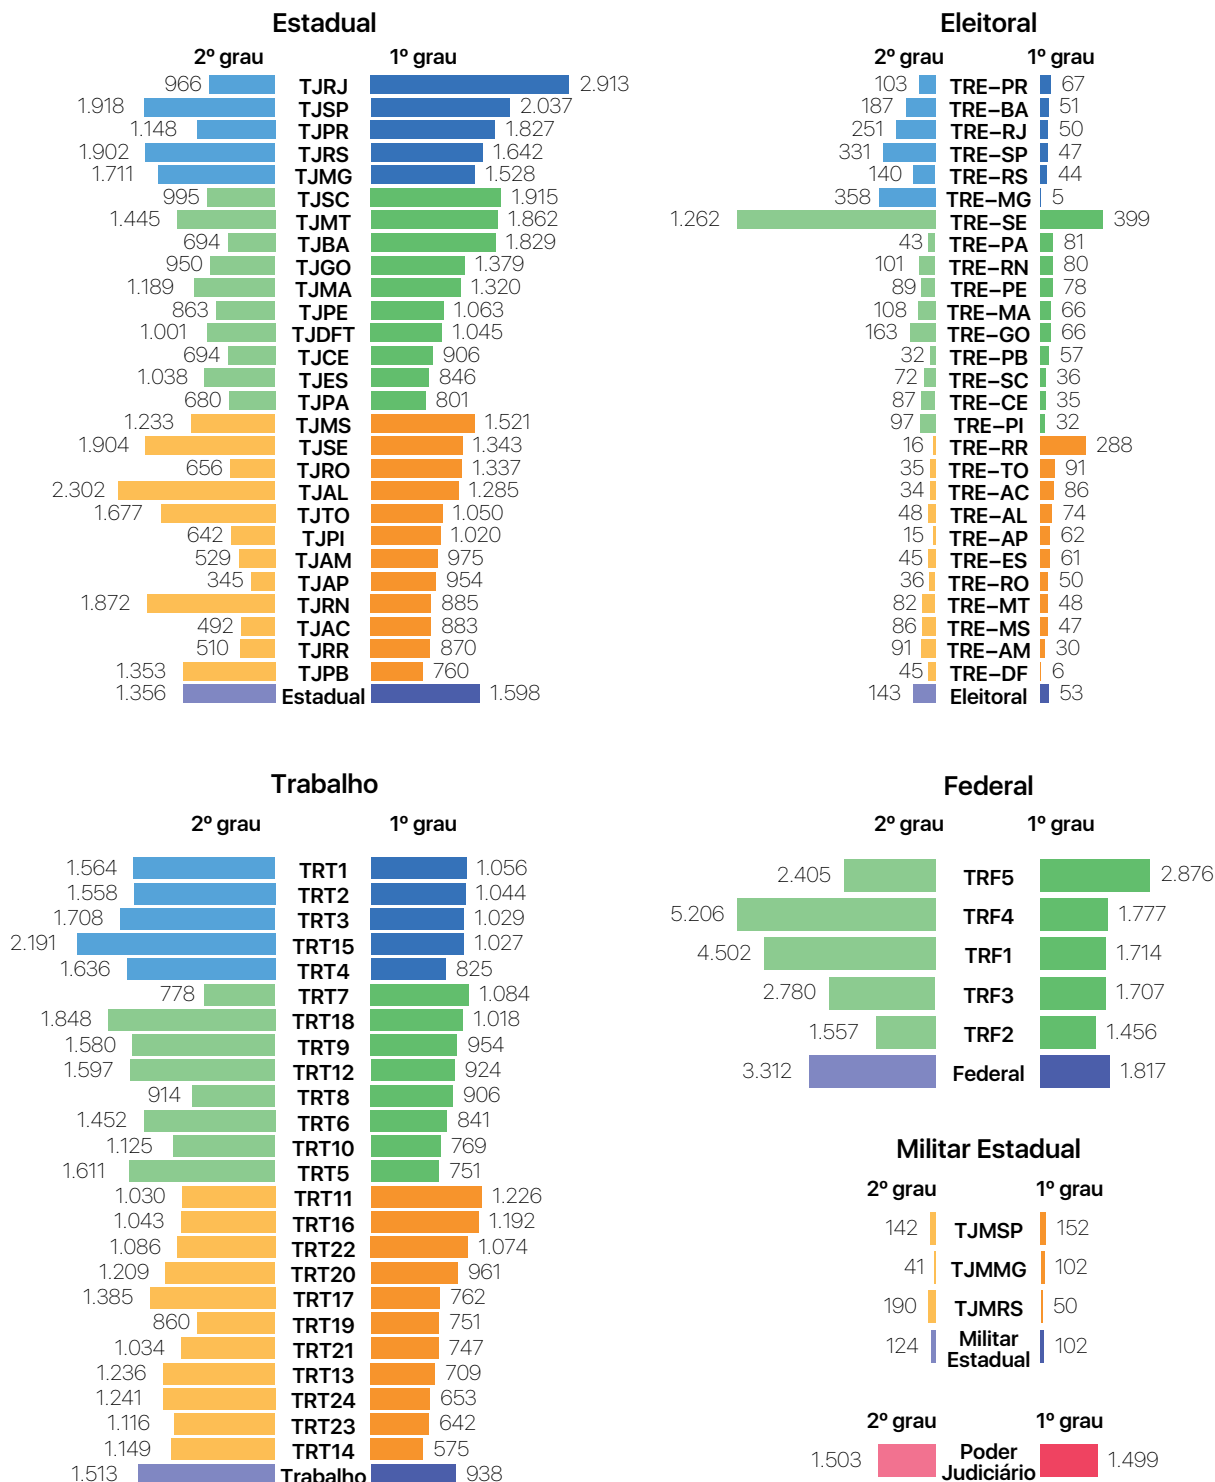 Estadual
2º grau 1º grau
966 TJRJ 2.913
1.918 TJSP 2.037
1.148 TJPR 1.827
1.902 TJRS 1.642
1.711 TJMG 1.528
995 TJSC 1.915
1.445 TJMT 1.862
694 TJBA 1.829
950 TJGO 1.379
1.189 TJMA 1.320
863 TJPE 1.063
1.001 TJDFT 1.045
694 TJCE 906
1.038 TJES 846
680 TJPA 801
1.233 TJMS 1.521
1.904 TJSE 1.343
656 TJRO 1.337
2.302 TJAL 1.285
1.677 TJTO 1.050
642 TJPI 1.020
529 TJAM 975
345 TJAP 954
1.872 TJRN 885
492 TJAC 883
510 TJRR 870
1.353 TJPB 760
1.356 Estadual 1.598
Eleitoral
2º grau 1º grau
103 TRE–PR 67
187 TRE–BA 51
251 TRE–RJ 50
331 TRE–SP 47
140 TRE–RS 44
358 TRE–MG 5
1.262 TRE–SE 399
43 TRE–PA 81
101 TRE–RN 80
89 TRE–PE 78
108 TRE–MA 66
163 TRE–GO 66
32 TRE–PB 57
72 TRE–SC 36
87 TRE–CE 35
97 TRE–PI 32
16 TRE–RR 288
35 TRE–TO 91
34 TRE–AC 86
48 TRE–AL 74
15 TRE–AP 62
45 TRE–ES 61
36 TRE–RO 50
82 TRE–MT 48
86 TRE–MS 47
91 TRE–AM 30
45 TRE–DF 6
143 Eleitoral 53
Trabalho
2º grau 1º grau
1.564 TRT1 1.056
1.558 TRT2 1.044
1.708 TRT3 1.029
2.191 TRT15 1.027
1.636 TRT4 825
778 TRT7 1.084
1.848 TRT18 1.018
1.580 TRT9 954
1.597 TRT12 924
914 TRT8 906
1.452 TRT6 841
1.125 TRT10 769
1.611 TRT5 751
1.030 TRT11 1.226
1.043 TRT16 1.192
1.086 TRT22 1.074
1.209 TRT20 961
1.385 TRT17 762
860 TRT19 751
1.034 TRT21 747
1.236 TRT13 709
1.241 TRT24 653
1.116 TRT23 642
1.149 TRT14 575
1.513 Trabalho 938
Federal
2º grau 1º grau
2.405 TRF5 2.876
5.206 TRF4 1.777
4.502 TRF1 1.714
2.780 TRF3 1.707
1.557 TRF2 1.456
3.312 Federal 1.817
Militar Estadual
2º grau 1º grau
142 TJMSP 152
41 TJMMG 102
190 TJMRS 50
124 Militar 102
Estadual
2º grau 1º grau
1.503 Poder 1.499
Judiciário